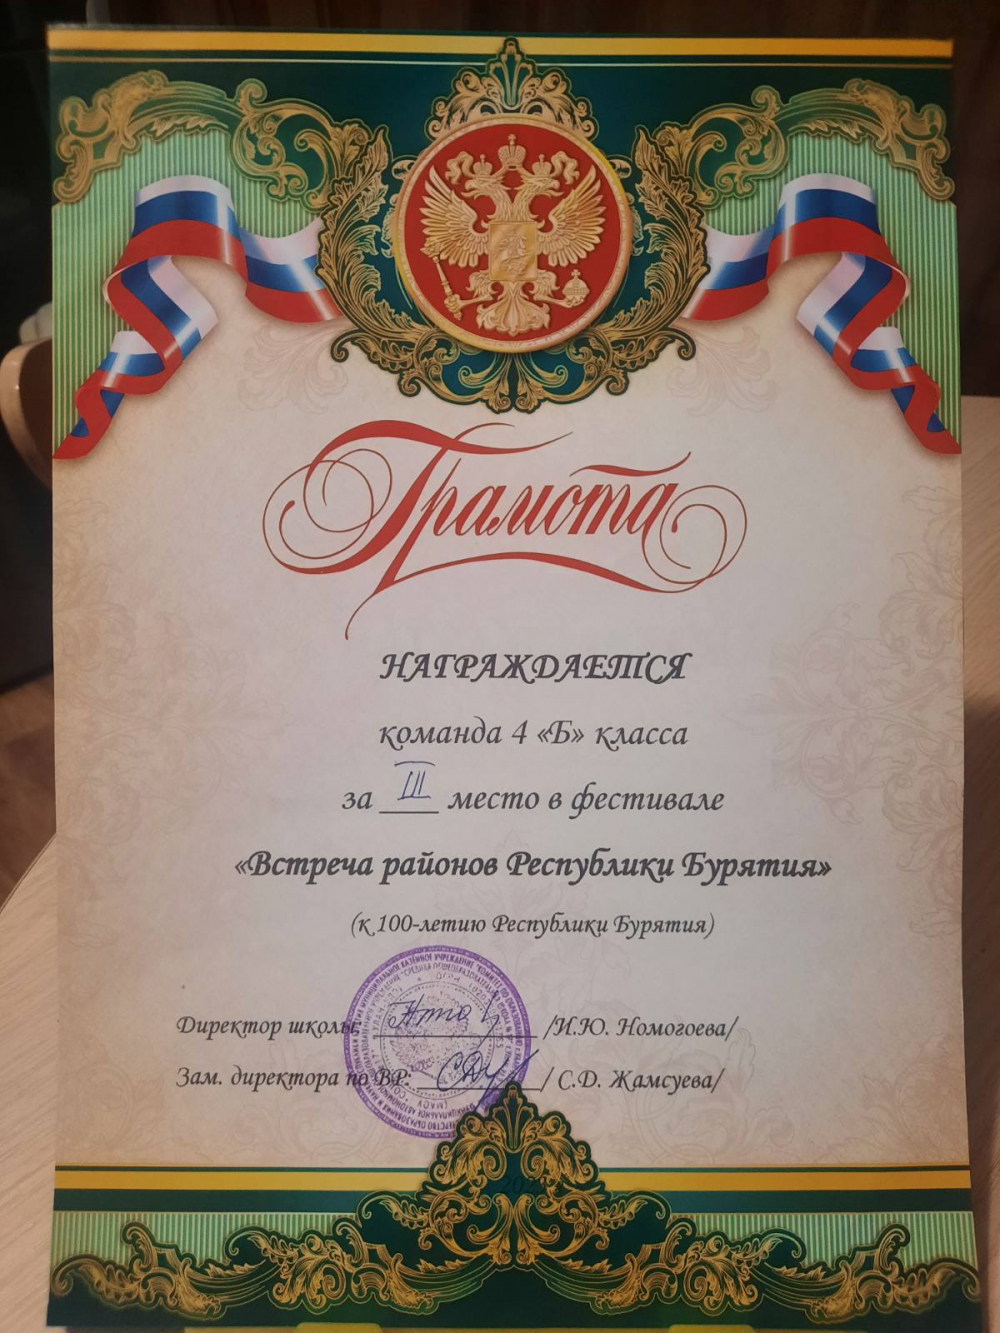 Грамота
НАГРАЖДАЕТСЯ
команда 4 «Б» класса
за III место в фестивале
«Встреча районов Республики Бурятия»
(к 100-летию Республики Бурятия)
Директор школы: /И.Ю. Номогоева/
Зам. директора по ВР: / С.Д. Жамсуева/